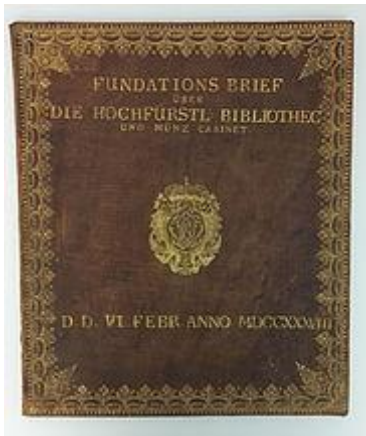 FUNDATIONS BRIEF
ÜBER
DIE HOCHFÜRSTL BIBLIOTHEC
UND MÜNZ CABINET
D. D. VI. FEBR ANNO MDCCXXXVIII